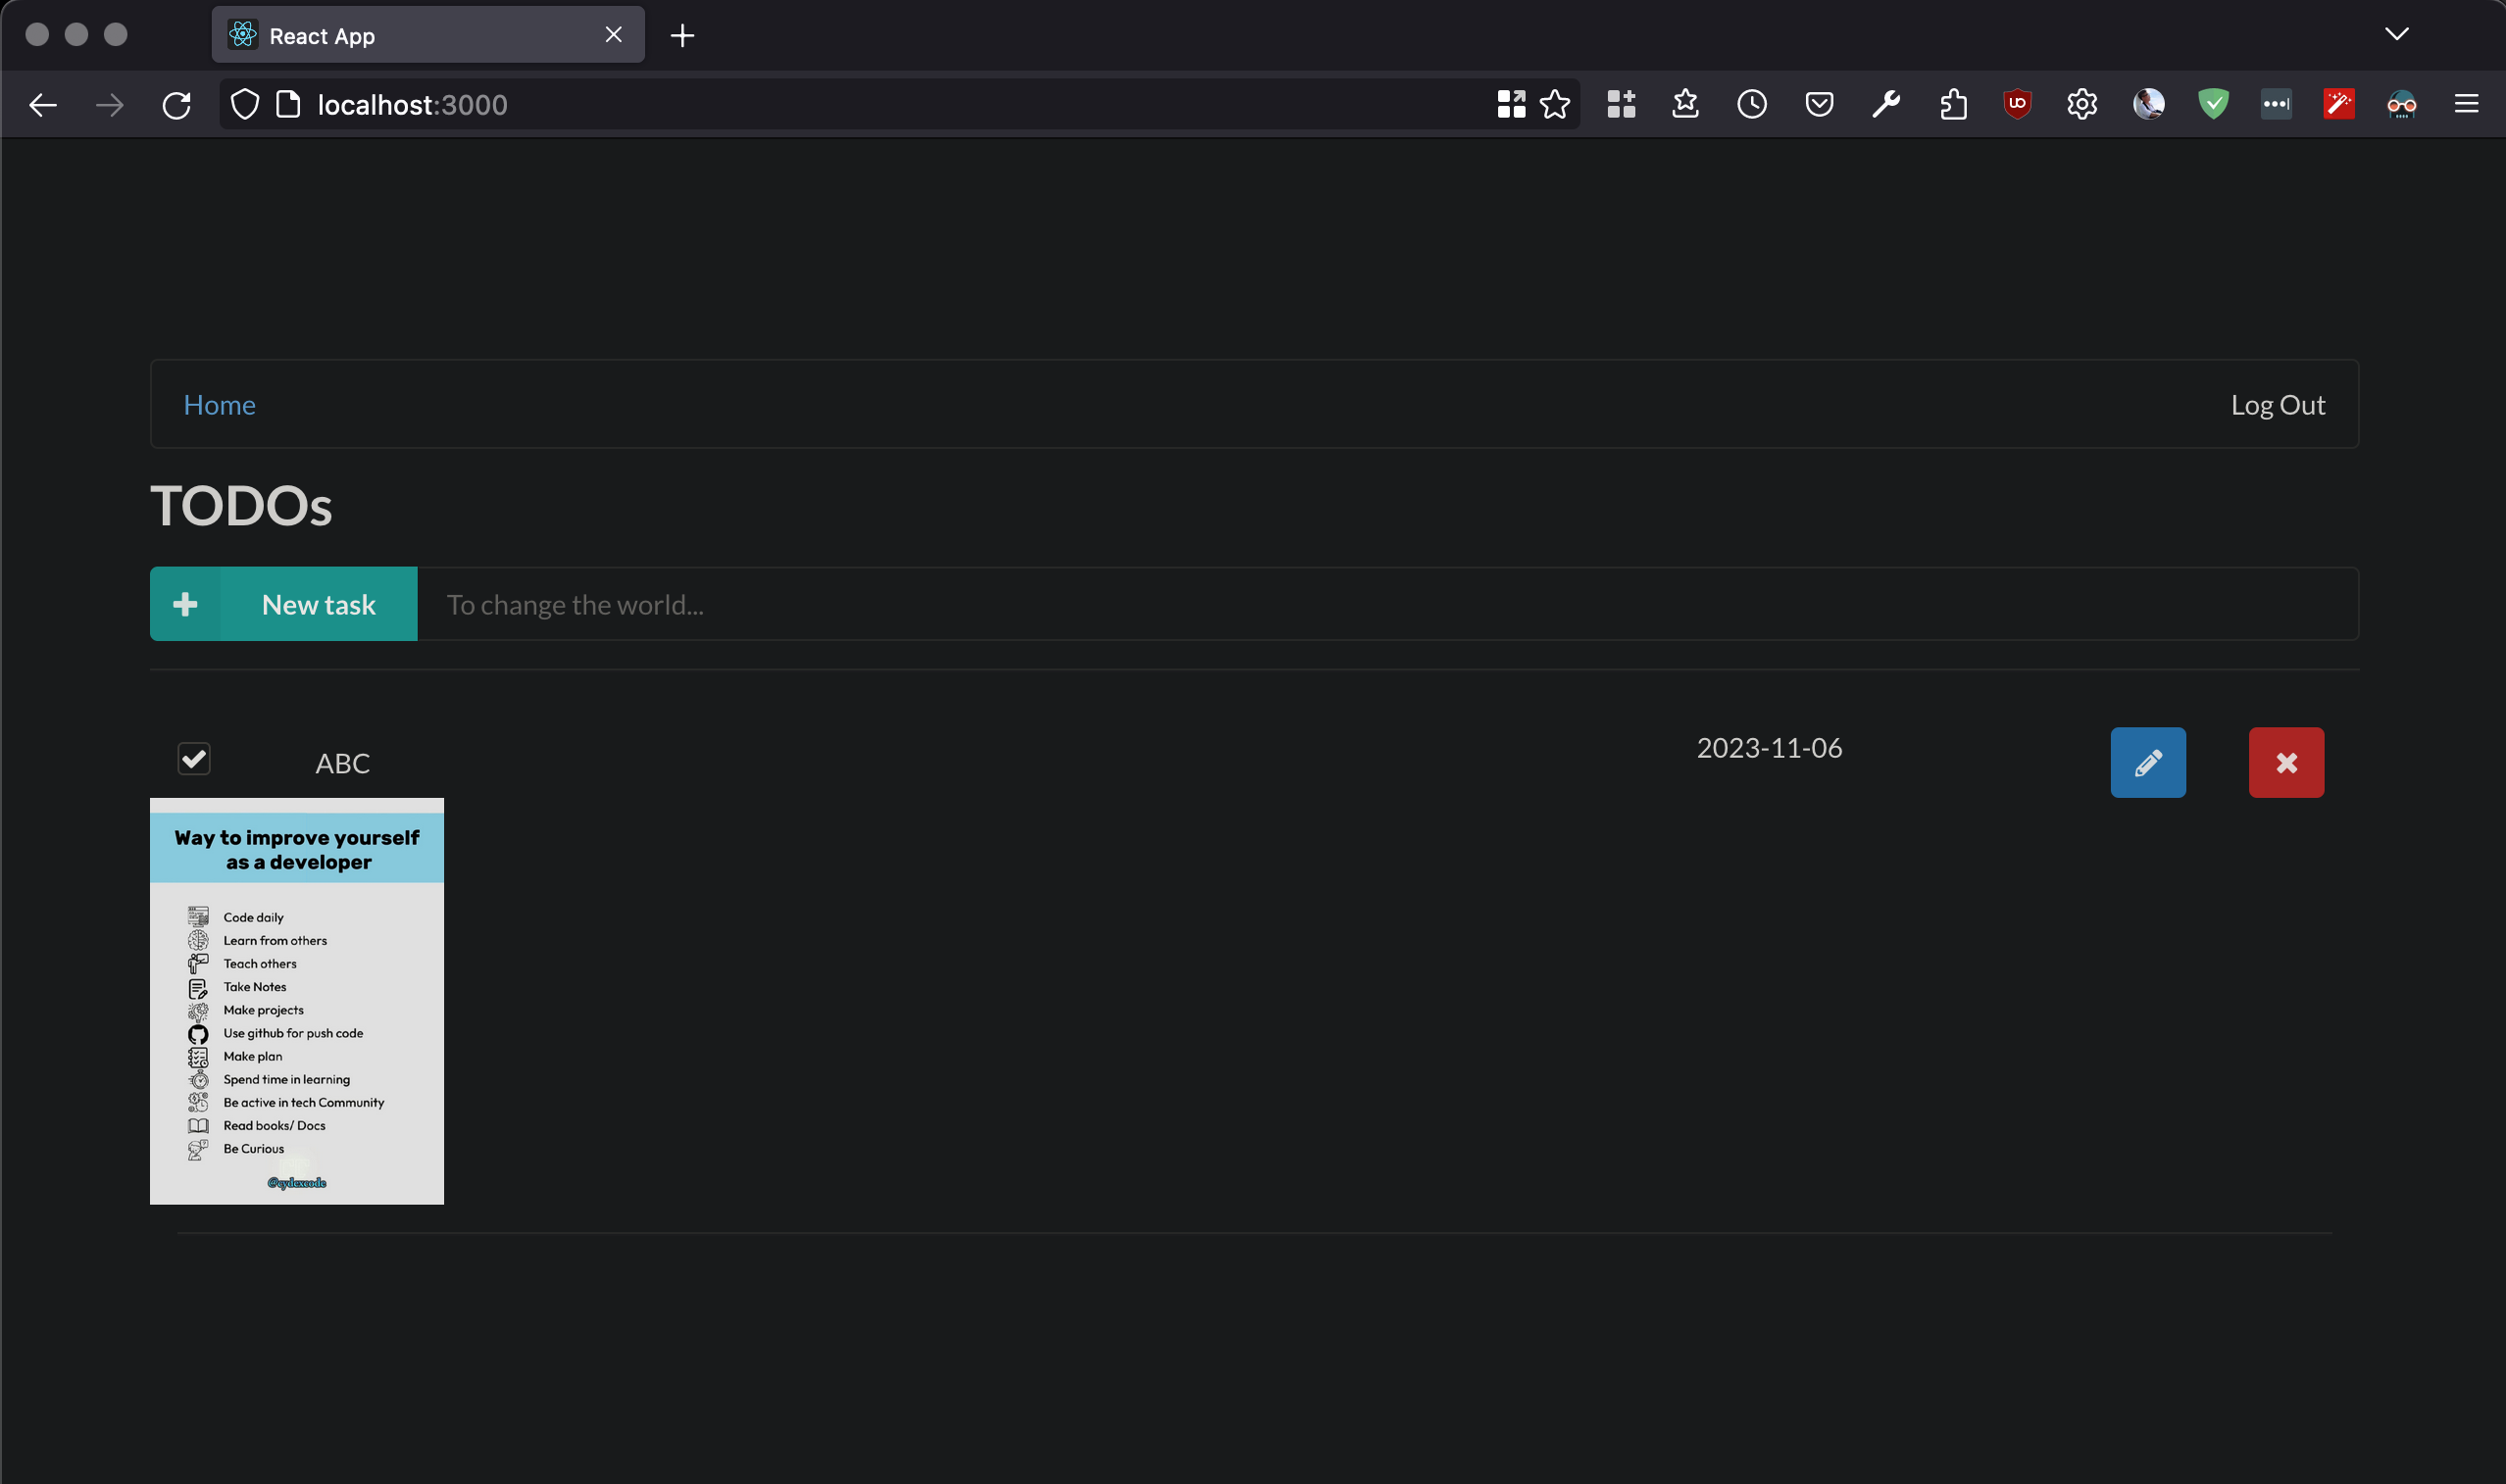 React App
localhost:3000
Home
Log Out
TODOs
New task
To change the world...
ABC
2023-11-06
Way to improve yourself
as a developer
Code daily
Learn from others
Teach others
Take Notes
Make projects
Use github for push code
Make plan
Spend time in learning
Be active in tech Community
Read books/ Docs
Be Curious
@cydexcode